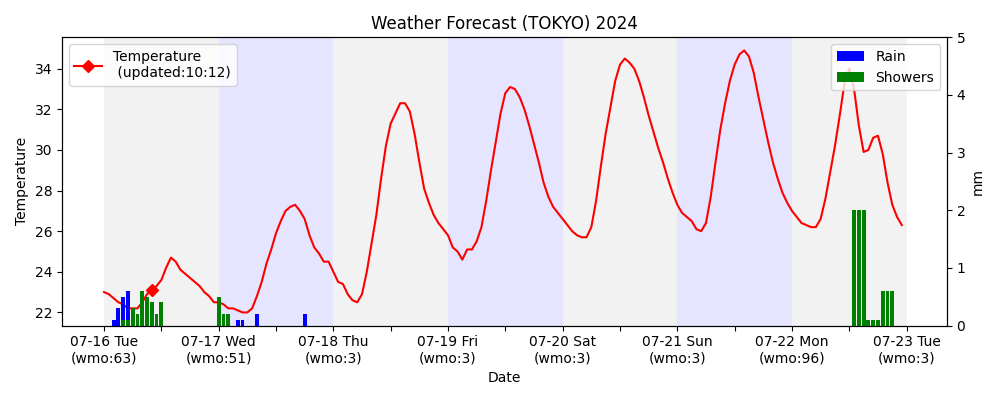 Weather Forecast (TOKYO) 2024
Temperature
(updated:10:12)
Rain
Showers
Temperature
34
32
30
28
26
24
22
5
4
3
2
1
0
mm
07-16 Tue
(wmo:63)
07-17 Wed
(wmo:51)
07-18 Thu
(wmo:3)
07-19 Fri
(wmo:3)
07-20 Sat
(wmo:3)
07-21 Sun
(wmo:3)
07-22 Mon
(wmo:96)
07-23 Tue
(wmo:3)
Date